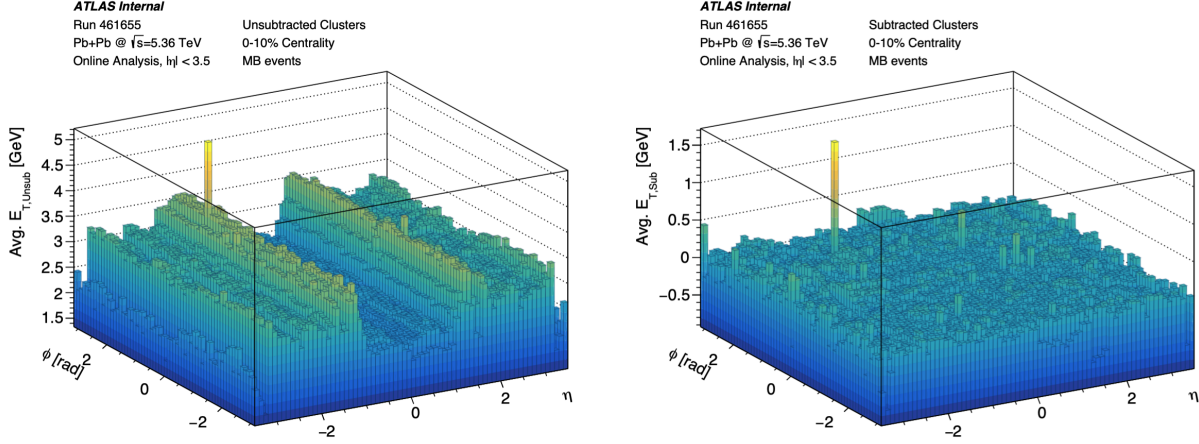 ATLAS Internal
Run 461655 Unsubtracted Clusters
Pb+Pb @ √s=5.36 TeV 0-10% Centrality
Online Analysis, |η| < 3.5 MB events
Avg. E_T,Unsub [GeV]
5
4.5
4
3.5
3
2.5
2
1.5
ϕ [rad]
2
0
−2
−2
0
2
η
ATLAS Internal
Run 461655 Subtracted Clusters
Pb+Pb @ √s=5.36 TeV 0-10% Centrality
Online Analysis, |η| < 3.5 MB events
Avg. E_T,Sub [GeV]
1.5
1
0.5
0
−0.5
ϕ [rad]
2
0
−2
−2
0
2
η